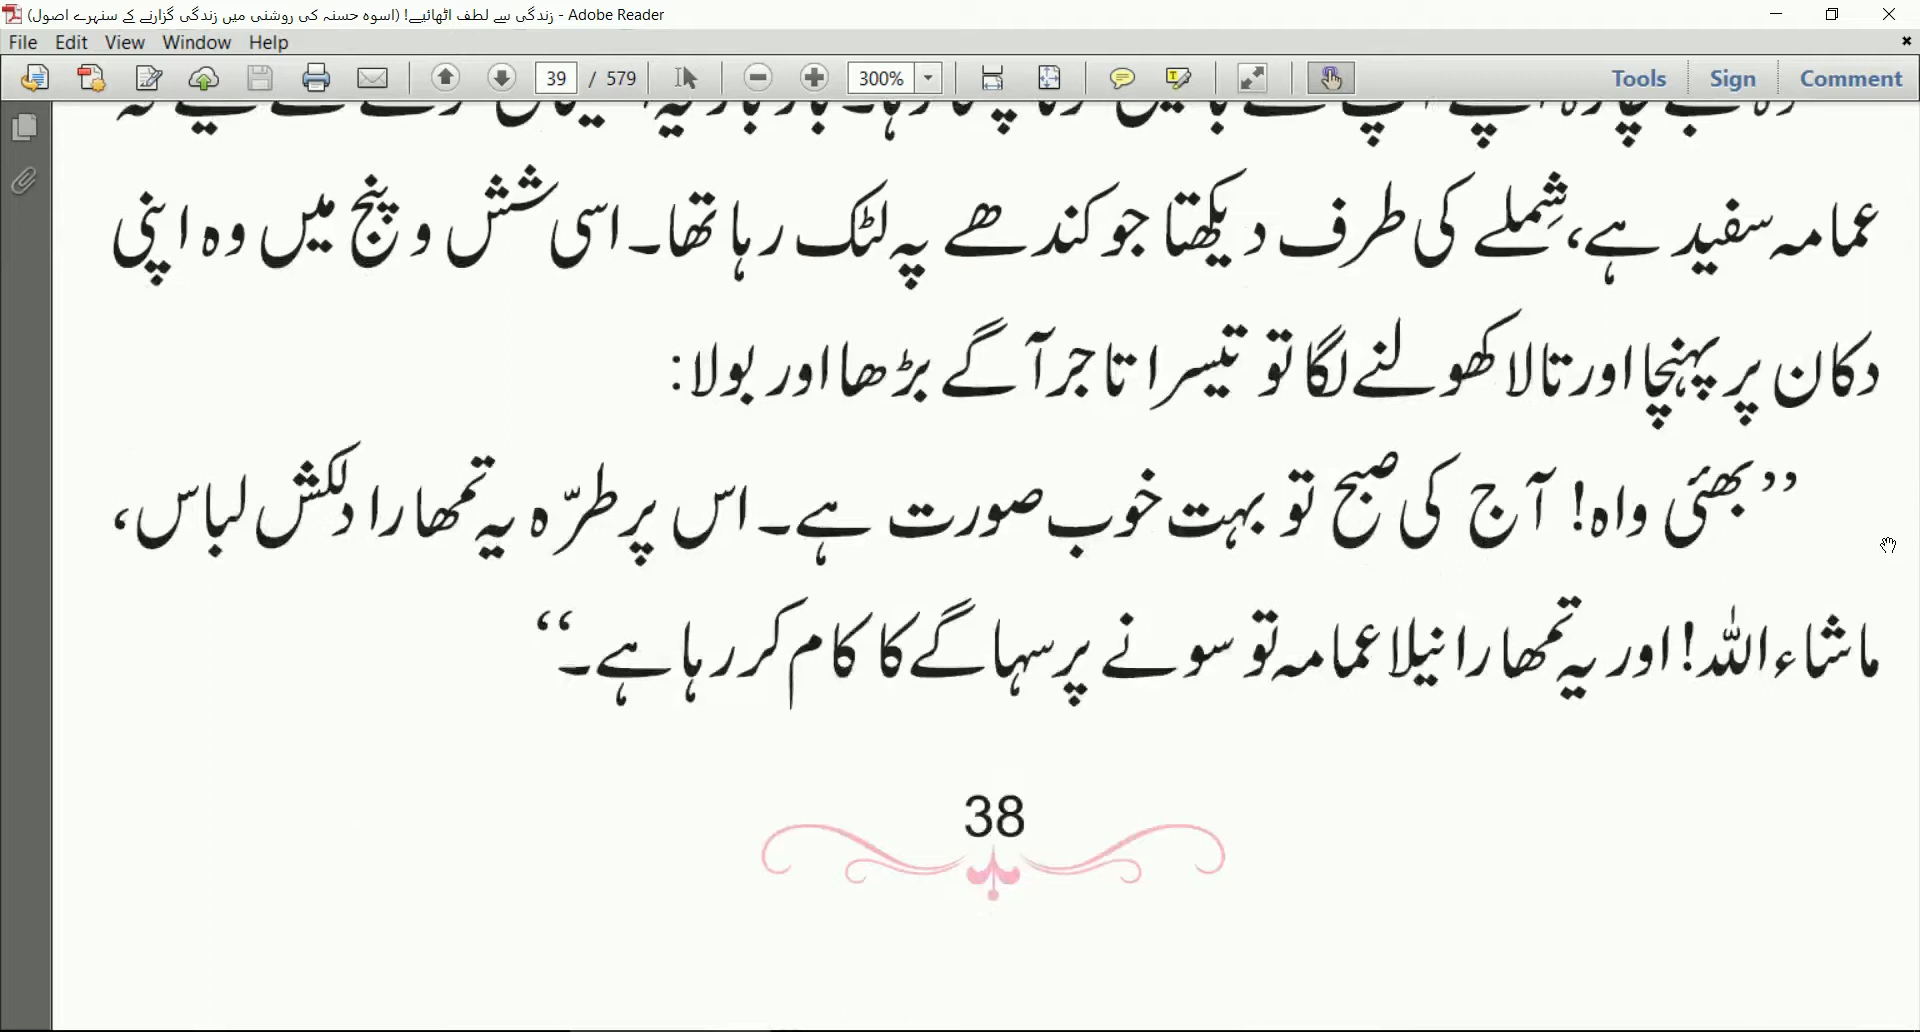 زندگی سے لطف اٹھائیے! (اسوہ حسنہ کی روشنی میں زندگی گزارنے کے سنہرے اصول) - Adobe Reader
File Edit View Window Help
39 / 579 300% Tools Sign Comment
عمامہ سفید ہے، شِملے کی طرف دیکھتا جو کندھے پہ لٹک رہا تھا۔ اسی شش و پنج میں وہ اپنی
دکان پر پہنچا اور تالا کھولنے لگا تو تیسرا تاجر آگے بڑھا اور بولا:
’’بھئی واہ! آج کی صبح تو بہت خوب صورت ہے۔ اس پر طرّہ یہ تمھارا دلکش لباس،
ماشاء اللہ! اور یہ تمھارا نیلا عمامہ تو سونے پر سہاگے کا کام کر رہا ہے۔‘‘
38